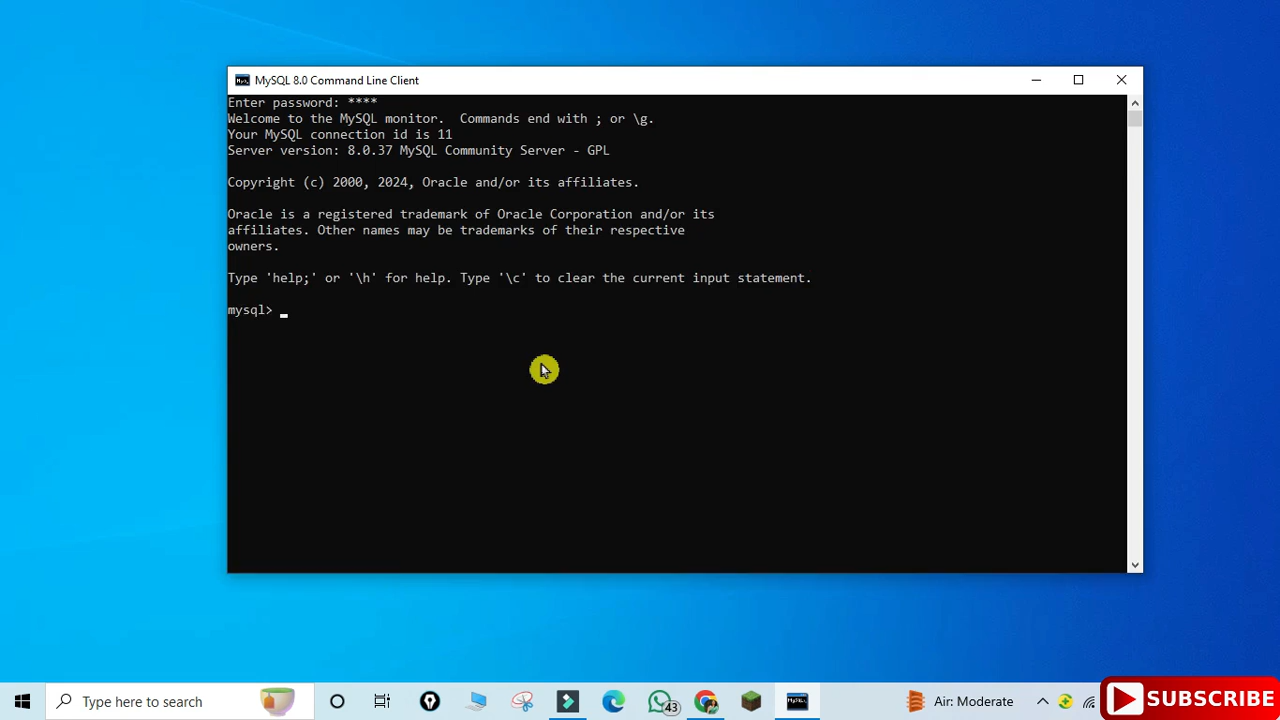 MySQL 8.0 Command Line Client
Enter password: ****
Welcome to the MySQL monitor.  Commands end with ; or \g.
Your MySQL connection id is 11
Server version: 8.0.37 MySQL Community Server - GPL
Copyright (c) 2000, 2024, Oracle and/or its affiliates.
Oracle is a registered trademark of Oracle Corporation and/or its
affiliates. Other names may be trademarks of their respective
owners.
Type 'help;' or '\h' for help. Type '\c' to clear the current input statement.
mysql>
Type here to search
43
Air: Moderate
SUBSCRIBE